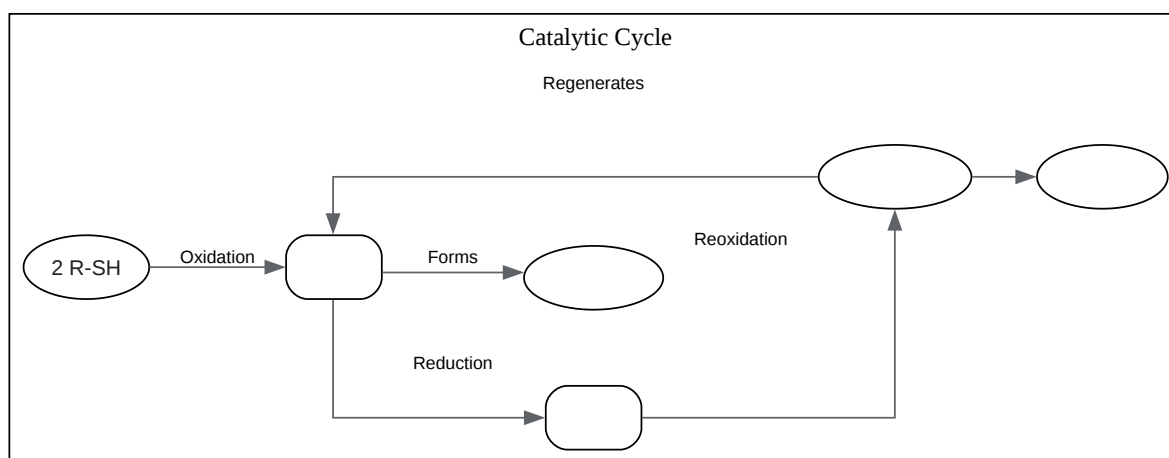 Catalytic Cycle
Regenerates
Reoxidation
2 R-SH
Oxidation
Forms
Reduction